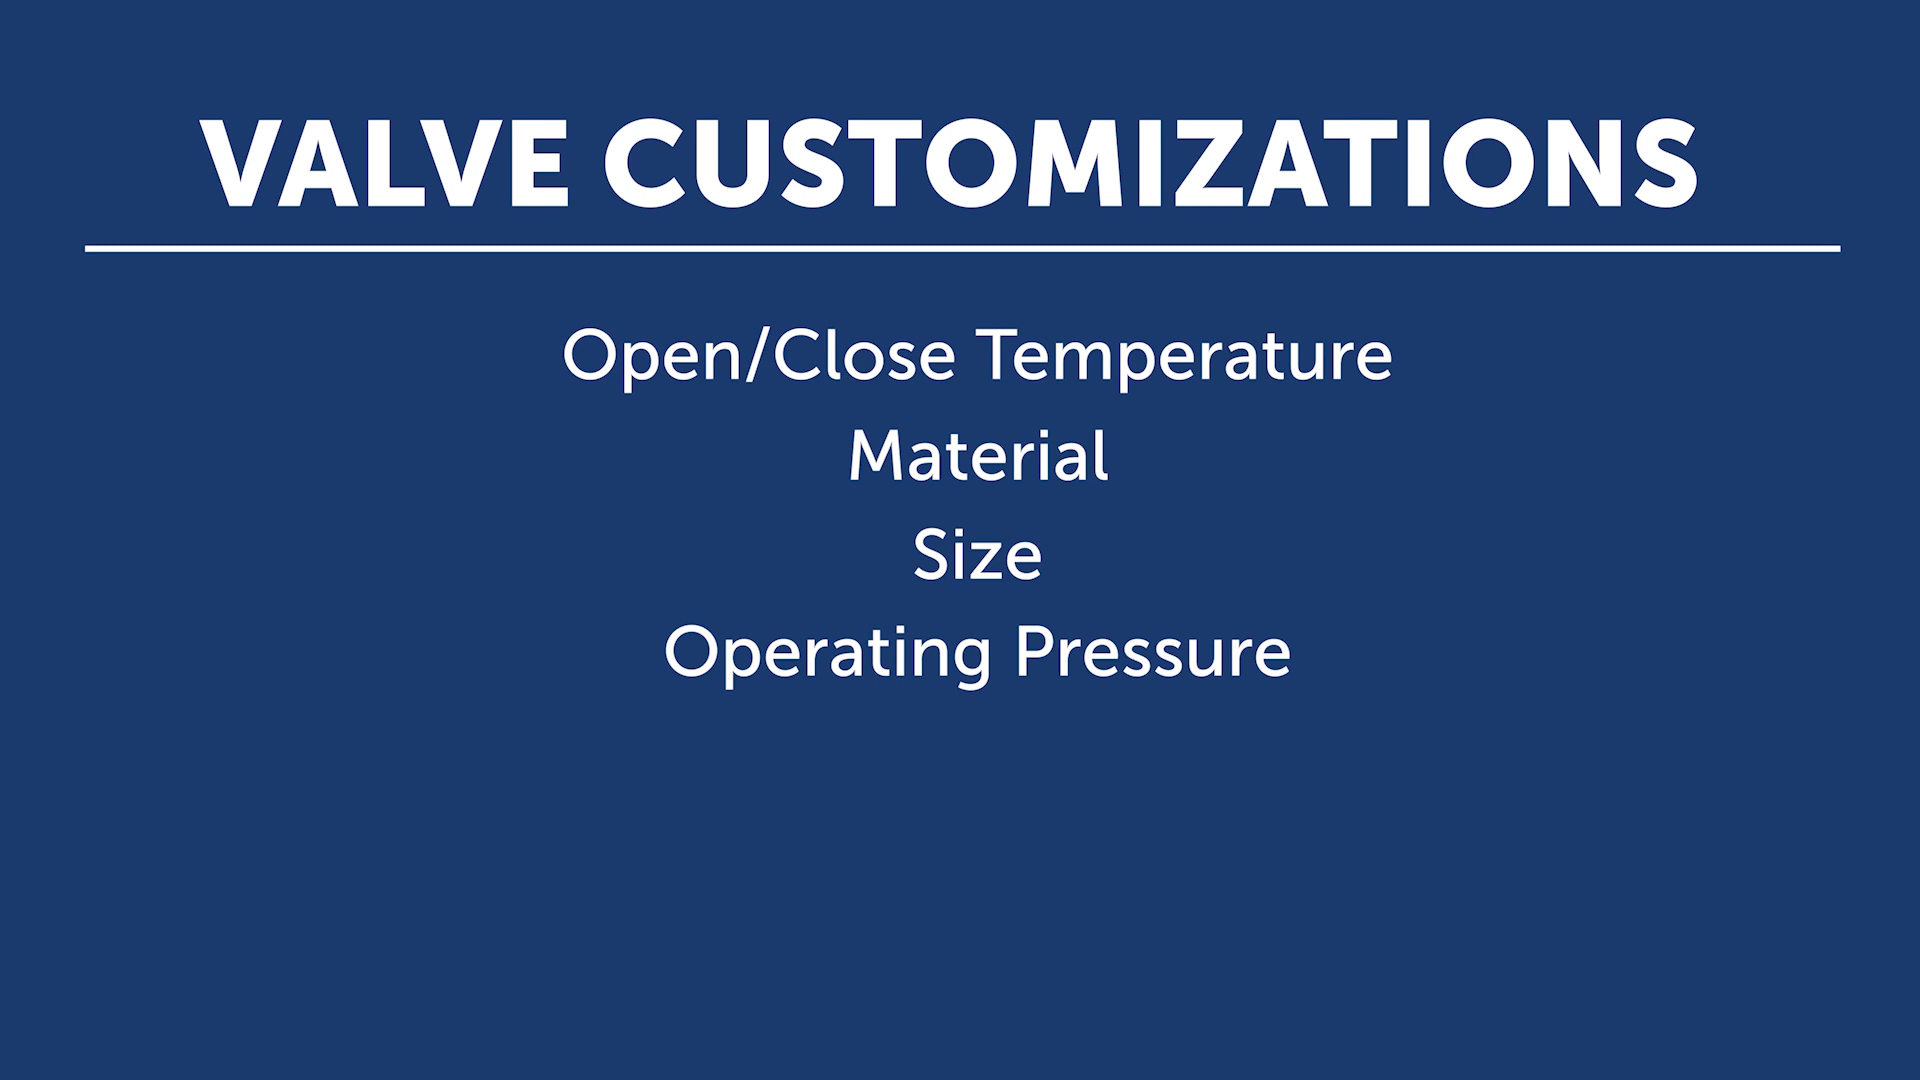 VALVE CUSTOMIZATIONS
Open/Close Temperature
Material
Size
Operating Pressure